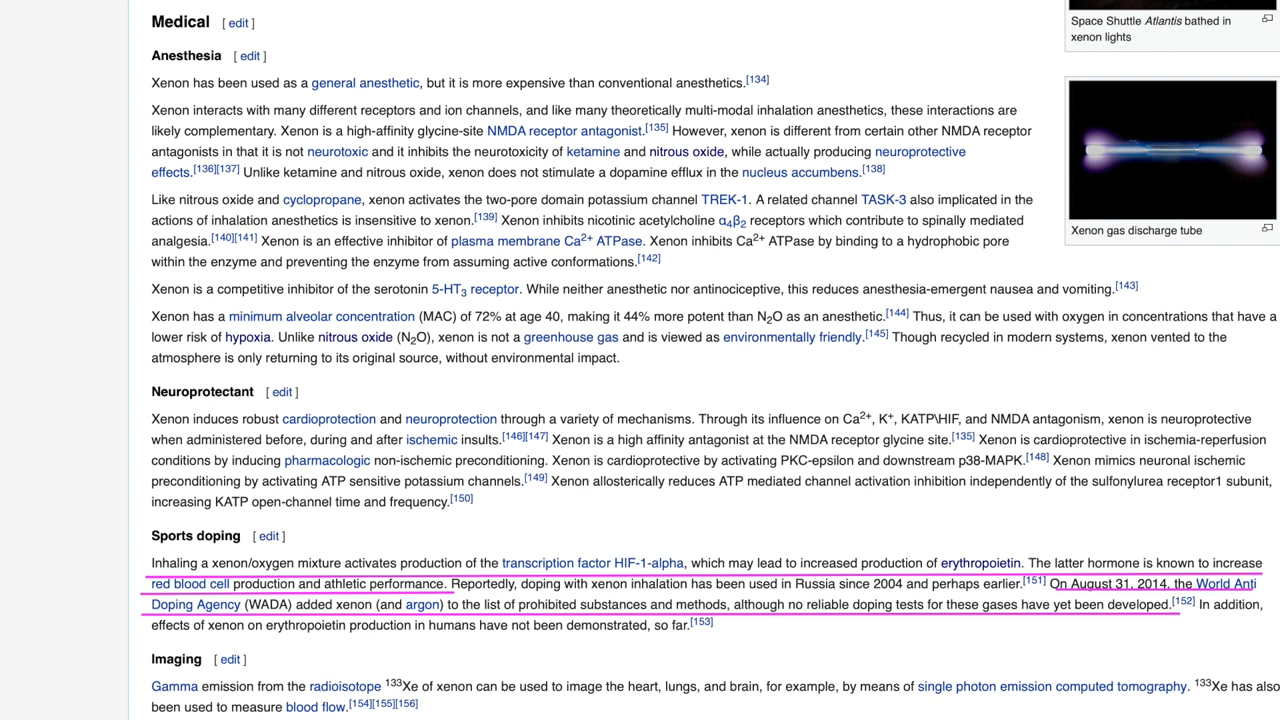 Medical [ edit ]
Space Shuttle Atlantis bathed in
xenon lights
Anesthesia [ edit ]
Xenon has been used as a general anesthetic, but it is more expensive than conventional anesthetics.[134]
Xenon interacts with many different receptors and ion channels, and like many theoretically multi-modal inhalation anesthetics, these interactions are
likely complementary. Xenon is a high-affinity glycine-site NMDA receptor antagonist.[135] However, xenon is different from certain other NMDA receptor
antagonists in that it is not neurotoxic and it inhibits the neurotoxicity of ketamine and nitrous oxide, while actually producing neuroprotective
effects.[136][137] Unlike ketamine and nitrous oxide, xenon does not stimulate a dopamine efflux in the nucleus accumbens.[138]
Like nitrous oxide and cyclopropane, xenon activates the two-pore domain potassium channel TREK-1. A related channel TASK-3 also implicated in the
actions of inhalation anesthetics is insensitive to xenon.[139] Xenon inhibits nicotinic acetylcholine α4β2 receptors which contribute to spinally mediated
analgesia.[140][141] Xenon is an effective inhibitor of plasma membrane Ca2+ ATPase. Xenon inhibits Ca2+ ATPase by binding to a hydrophobic pore
within the enzyme and preventing the enzyme from assuming active conformations.[142]
Xenon gas discharge tube
Xenon is a competitive inhibitor of the serotonin 5-HT3 receptor. While neither anesthetic nor antinociceptive, this reduces anesthesia-emergent nausea and vomiting.[143]
Xenon has a minimum alveolar concentration (MAC) of 72% at age 40, making it 44% more potent than N2O as an anesthetic.[144] Thus, it can be used with oxygen in concentrations that have a
lower risk of hypoxia. Unlike nitrous oxide (N2O), xenon is not a greenhouse gas and is viewed as environmentally friendly.[145] Though recycled in modern systems, xenon vented to the
atmosphere is only returning to its original source, without environmental impact.
Neuroprotectant [ edit ]
Xenon induces robust cardioprotection and neuroprotection through a variety of mechanisms. Through its influence on Ca2+, K+, KATP\HIF, and NMDA antagonism, xenon is neuroprotective
when administered before, during and after ischemic insults.[146][147] Xenon is a high affinity antagonist at the NMDA receptor glycine site.[135] Xenon is cardioprotective in ischemia-reperfusion
conditions by inducing pharmacologic non-ischemic preconditioning. Xenon is cardioprotective by activating PKC-epsilon and downstream p38-MAPK.[148] Xenon mimics neuronal ischemic
preconditioning by activating ATP sensitive potassium channels.[149] Xenon allosterically reduces ATP mediated channel activation inhibition independently of the sulfonylurea receptor1 subunit,
increasing KATP open-channel time and frequency.[150]
Sports doping [ edit ]
Inhaling a xenon/oxygen mixture activates production of the transcription factor HIF-1-alpha, which may lead to increased production of erythropoietin. The latter hormone is known to increase
red blood cell production and athletic performance. Reportedly, doping with xenon inhalation has been used in Russia since 2004 and perhaps earlier.[151] On August 31, 2014, the World Anti
Doping Agency (WADA) added xenon (and argon) to the list of prohibited substances and methods, although no reliable doping tests for these gases have yet been developed.[152] In addition,
effects of xenon on erythropoietin production in humans have not been demonstrated, so far.[153]
Imaging [ edit ]
Gamma emission from the radioisotope 133Xe of xenon can be used to image the heart, lungs, and brain, for example, by means of single photon emission computed tomography. 133Xe has also
been used to measure blood flow.[154][155][156]